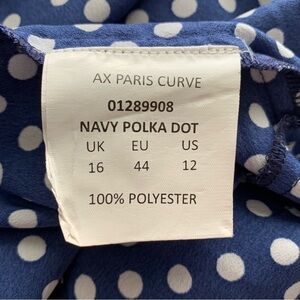 AX PARIS CURVE
01289908
NAVY POLKA DOT
UK EU US
16 44 12
100% POLYESTER